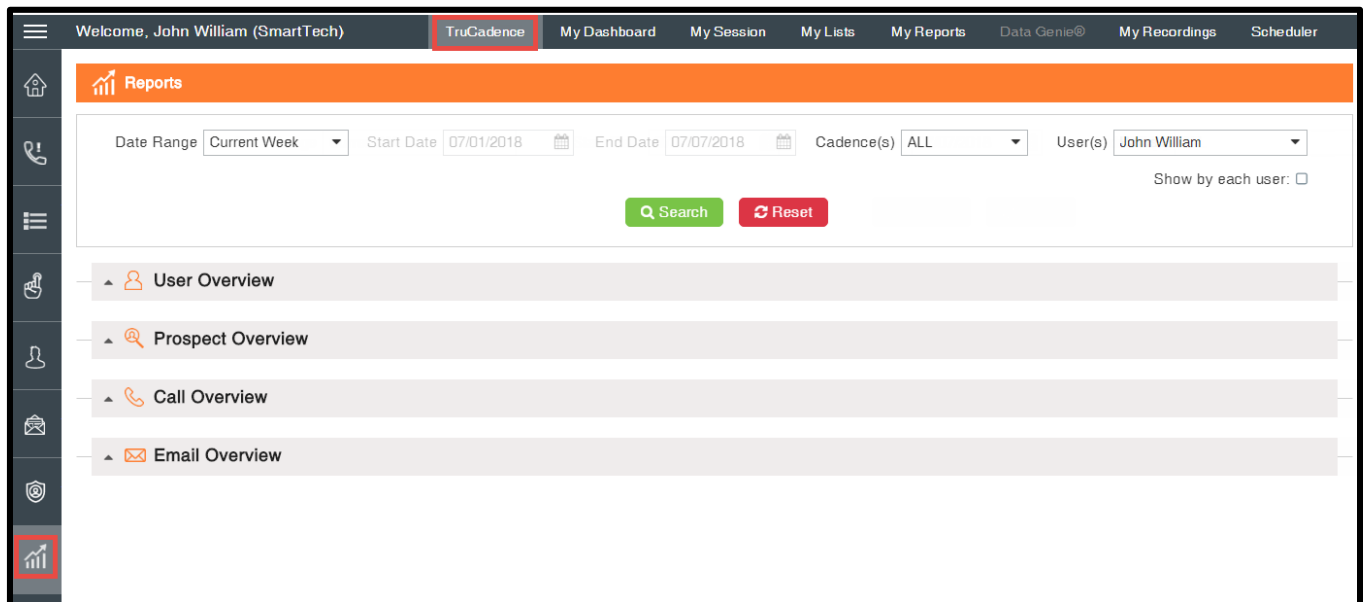 Welcome, John William (SmartTech) TruCadence My Dashboard My Session My Lists My Reports Data Genie® My Recordings Scheduler
Reports
Date Range Current Week Start Date 07/01/2018 End Date 07/07/2018 Cadence(s) ALL User(s) John William
Show by each user:
Search Reset
User Overview
Prospect Overview
Call Overview
Email Overview